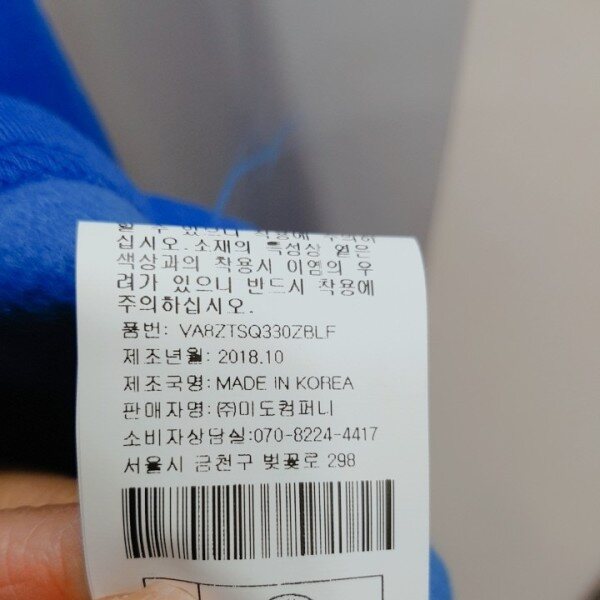 십시오.소재의 특성상 옅은
색상과의 착용시 이염의 우
려가 있으니 반드시 착용에
주의하십시오.
품번: VA8ZTSQ330ZBLF
제조년월: 2018.10
제조국명: MADE IN KOREA
판매자명: ㈜미도컴퍼니
소비자상담실:070-8224-4417
서울시 금천구 벚꽃로 298